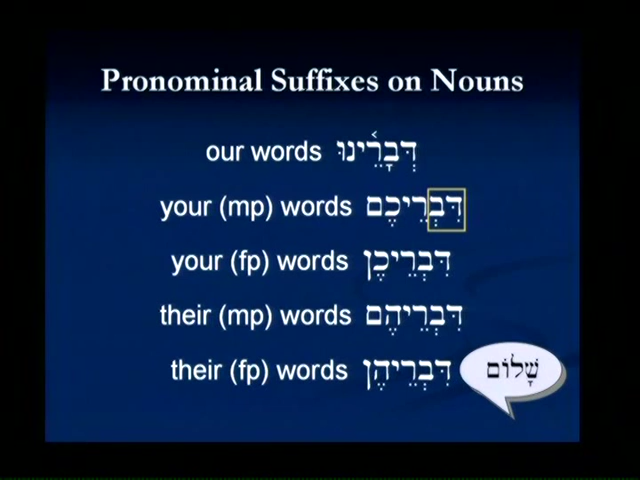 Pronominal Suffixes on Nouns
our words דְּבָרֵ֫ינוּ
your (mp) words דִּבְרֵיכֶם
your (fp) words דִּבְרֵיכֶן
their (mp) words דִּבְרֵיהֶם
their (fp) words דִּבְרֵיהֶן
שָׁלוֹם